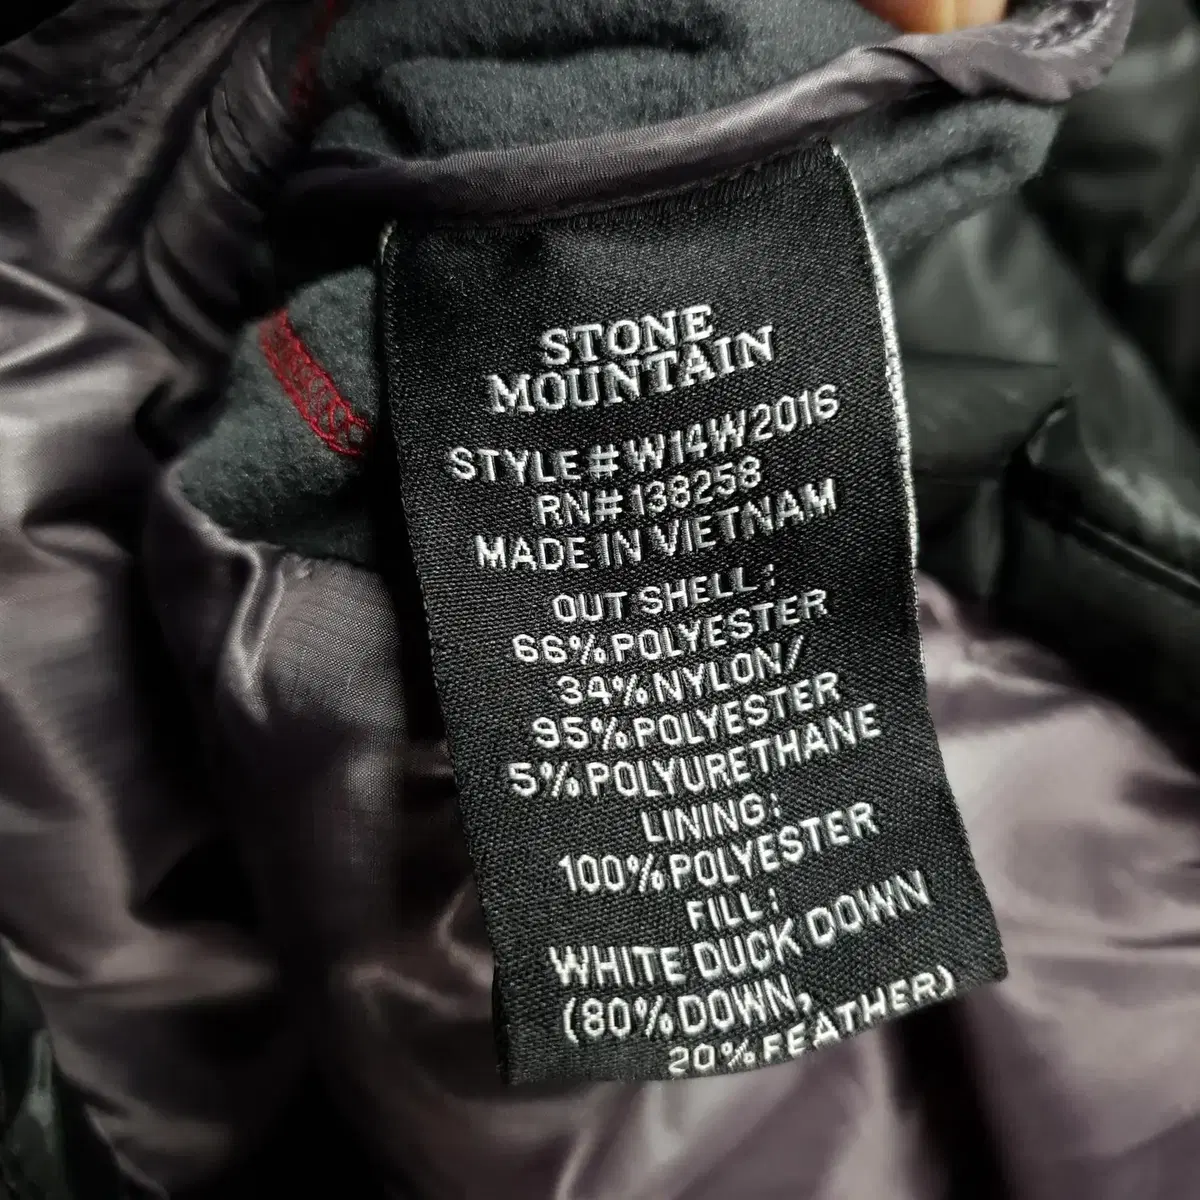 STONE
MOUNTAIN
STYLE#W14W2016
RN#138258
MADE IN VIETNAM
OUT SHELL:
66%POLYESTER
34%NYLON/
95%POLYESTER
5%POLYURETHANE
LINING:
100%POLYESTER
FILL:
WHITE DUCK DOWN
(80%DOWN,
20%FEATHER)